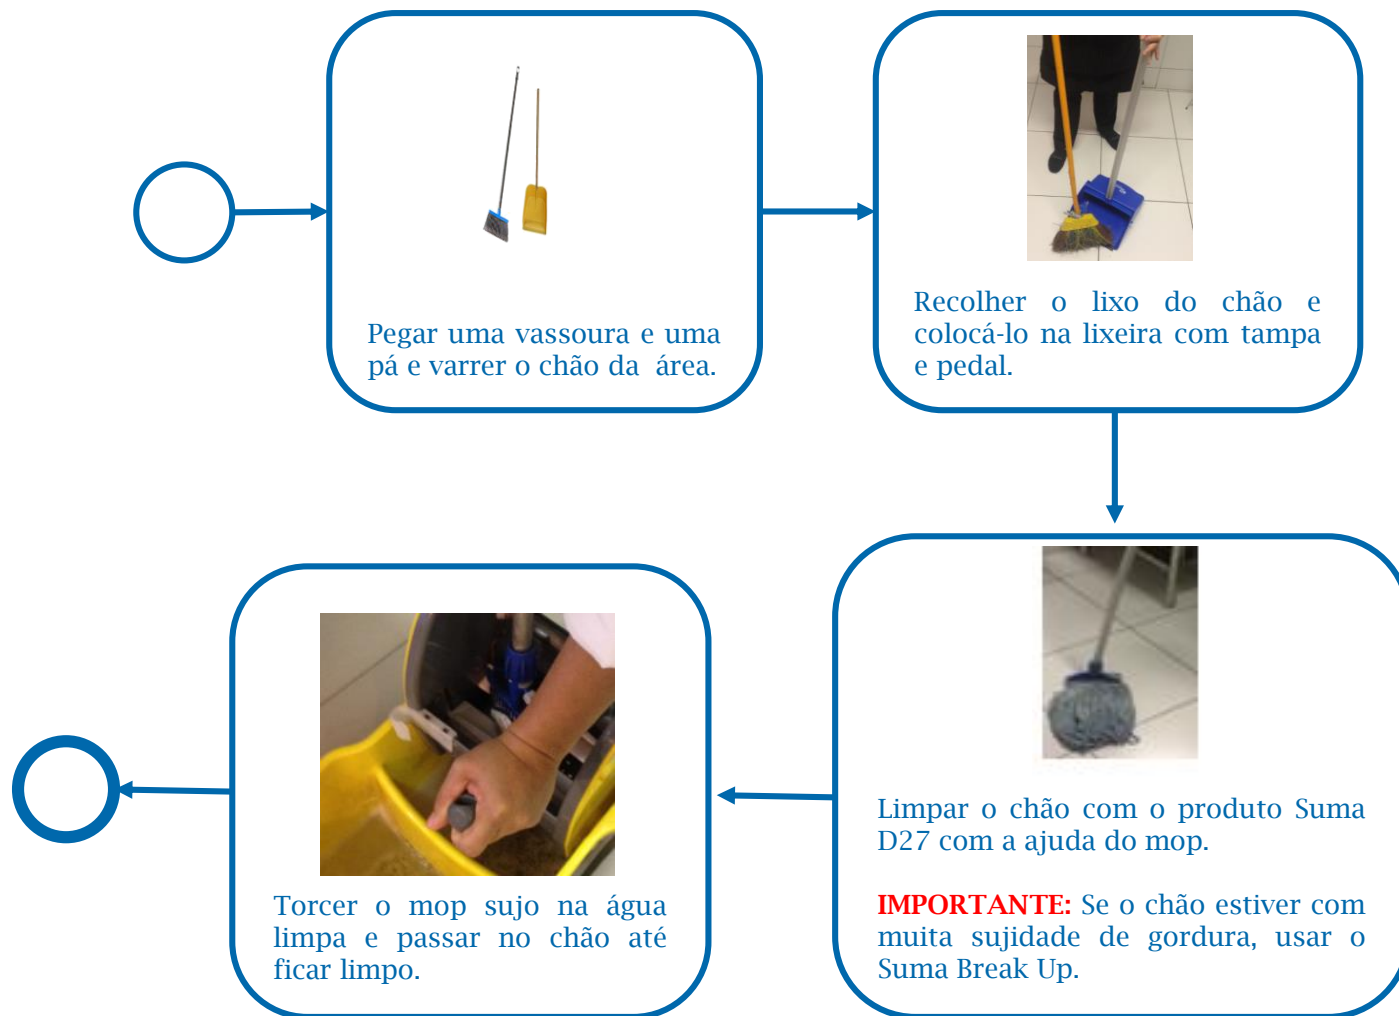 Pegar uma vassoura e uma
pá e varrer o chão da área.
Recolher o lixo do chão e
colocá-lo na lixeira com tampa
e pedal.
Limpar o chão com o produto Suma
D27 com a ajuda do mop.
IMPORTANTE: Se o chão estiver com
muita sujidade de gordura, usar o
Suma Break Up.
Torcer o mop sujo na água
limpa e passar no chão até
ficar limpo.